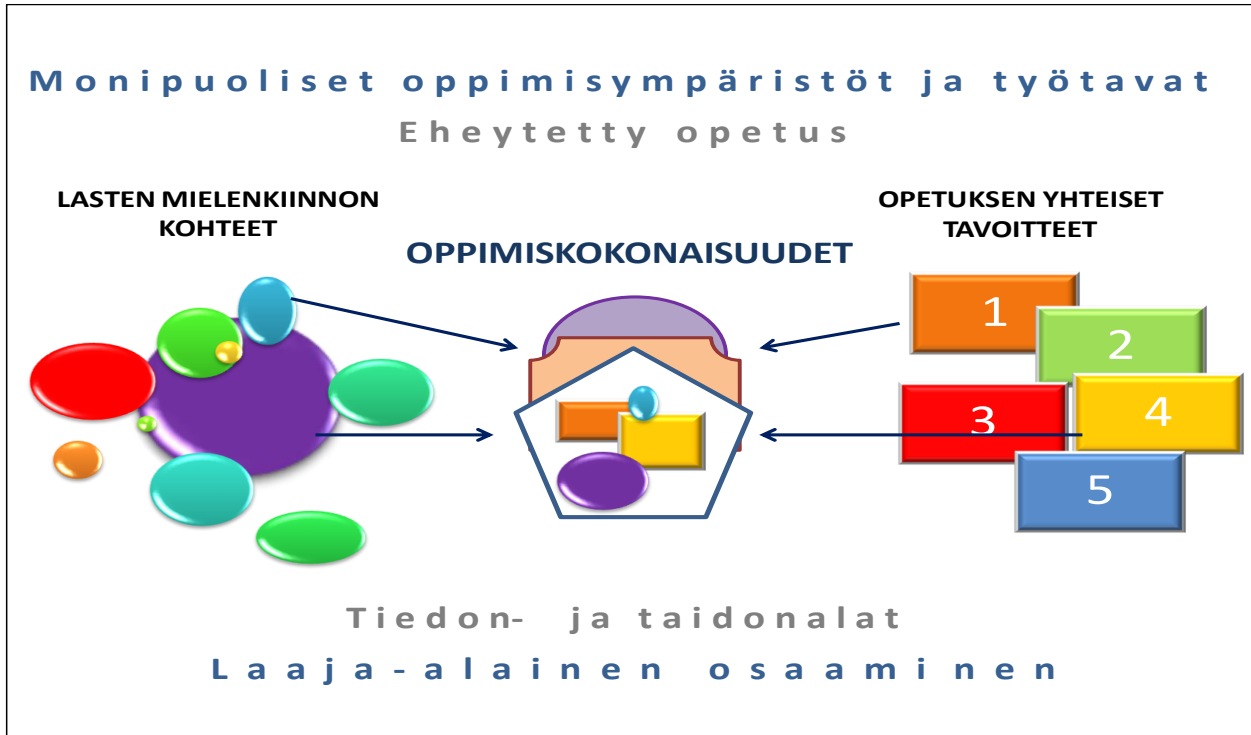 Monipuoliset oppimisympäristöt ja työtavat
Eheytetty opetus
LASTEN MIELENKIINNON
KOHTEET
OPPIMISKOKONAISUUDET
OPETUKSEN YHTEISET
TAVOITTEET
1
2
3
4
5
Tiedon- ja taidonalat
Laaja-alainen osaaminen